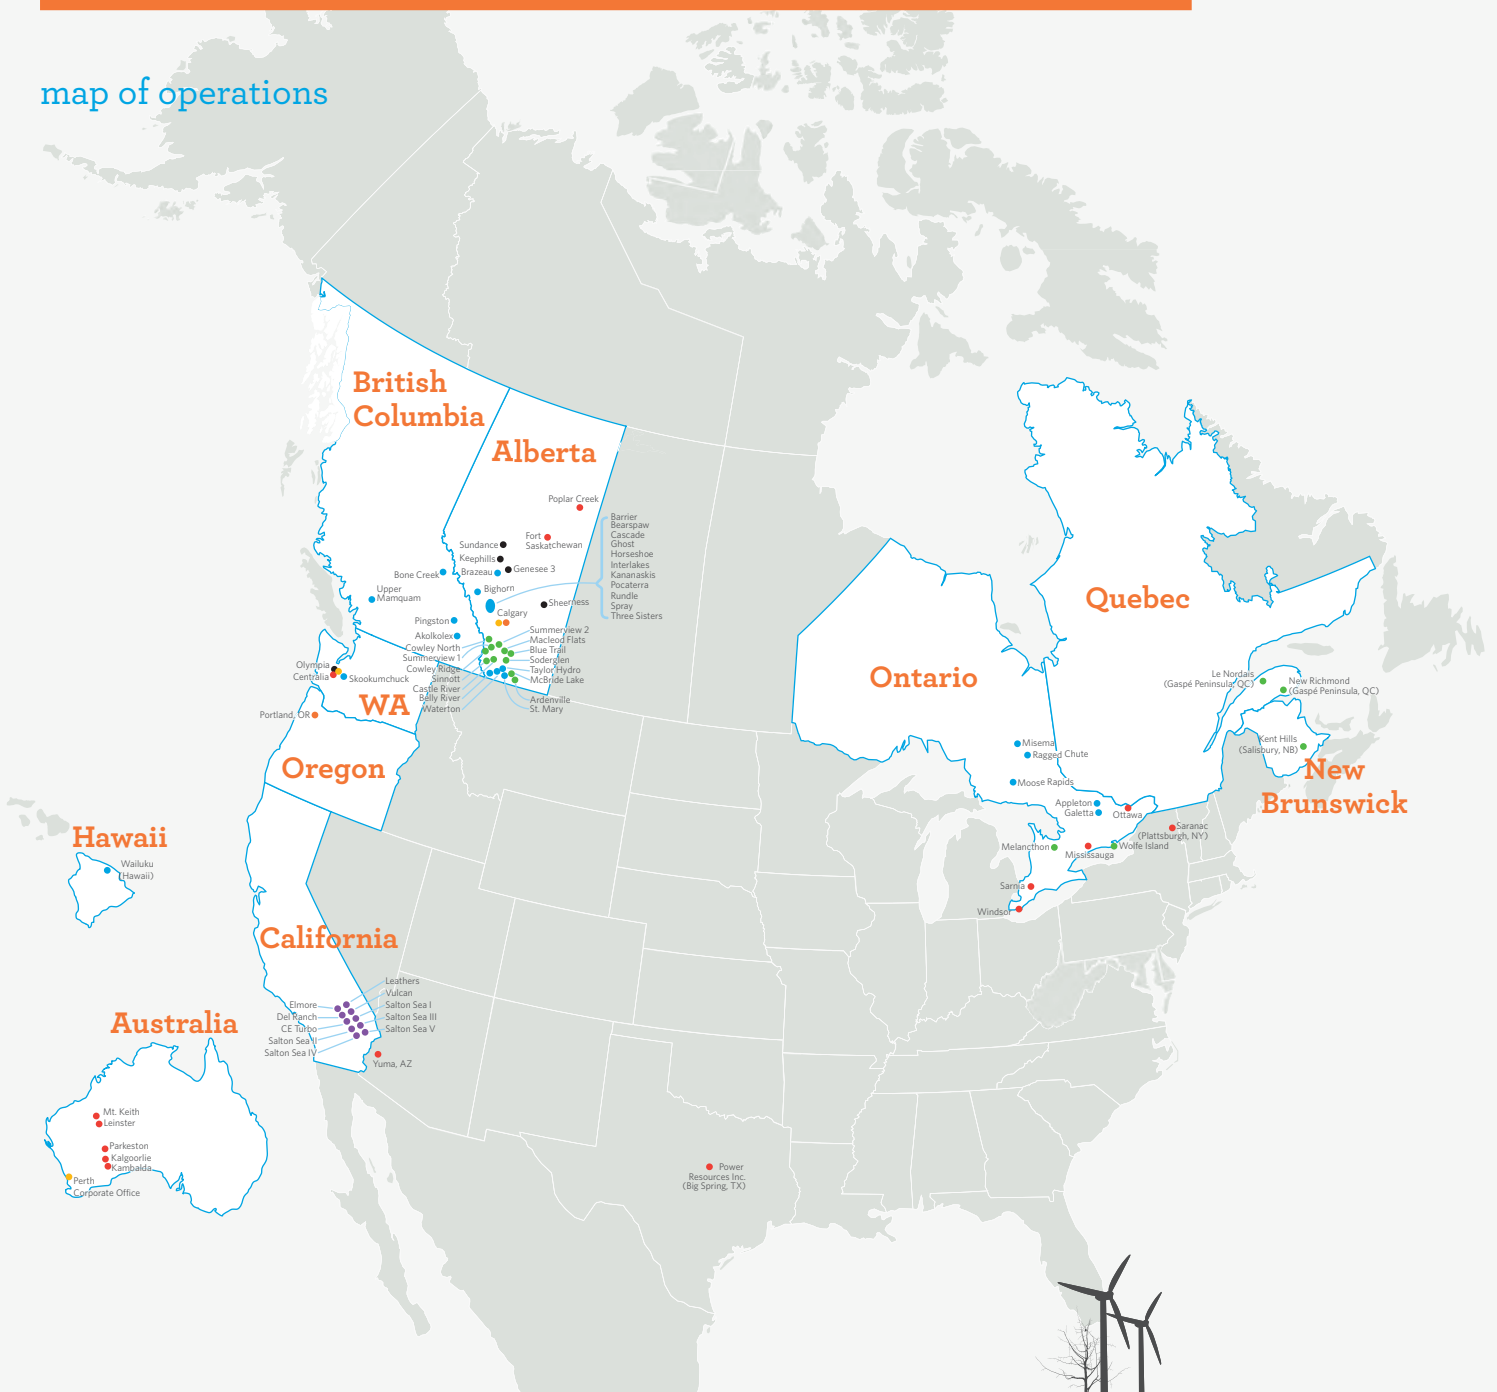 map of operations
British
Columbia
Alberta
Poplar Creek
Fort
Saskatchewan
Sundance
Keephills
Genesee 3
Brazeau
Bighorn
Sheerness
Calgary
Barrier
Bearspaw
Cascade
Ghost
Horseshoe
Interlakes
Kananaskis
Pocaterra
Rundle
Spray
Three Sisters
Bone Creek
Upper
Mamquam
Pingston
Akolkolex
Cowley North
Summerview 1
Cowley Ridge
Sinnott
Castle River
Belly River
Waterton
Summerview 2
Macleod Flats
Blue Trail
Soderglen
Taylor Hydro
McBride Lake
Ardenville
St. Mary
Olympia
Centralia
Skookumchuck
WA
Portland, OR
Oregon
Hawaii
Wailuku
(Hawaii)
California
Leathers
Vulcan
Salton Sea I
Salton Sea III
Salton Sea V
Elmore
Del Ranch
CE Turbo
Salton Sea II
Salton Sea IV
Yuma, AZ
Australia
Mt. Keith
Leinster
Parkeston
Kalgoorlie
Kambalda
Perth
Corporate Office
Power
Resources Inc.
(Big Spring, TX)
Ontario
Misema
Ragged Chute
Moose Rapids
Appleton
Galetta
Ottawa
Melancthon
Mississauga
Wolfe Island
Sarnia
Windsor
Saranac
(Plattsburgh, NY)
Quebec
Le Nordais
(Gaspé Peninsula, QC)
New Richmond
(Gaspé Peninsula, QC)
Kent Hills
(Salisbury, NB)
New
Brunswick